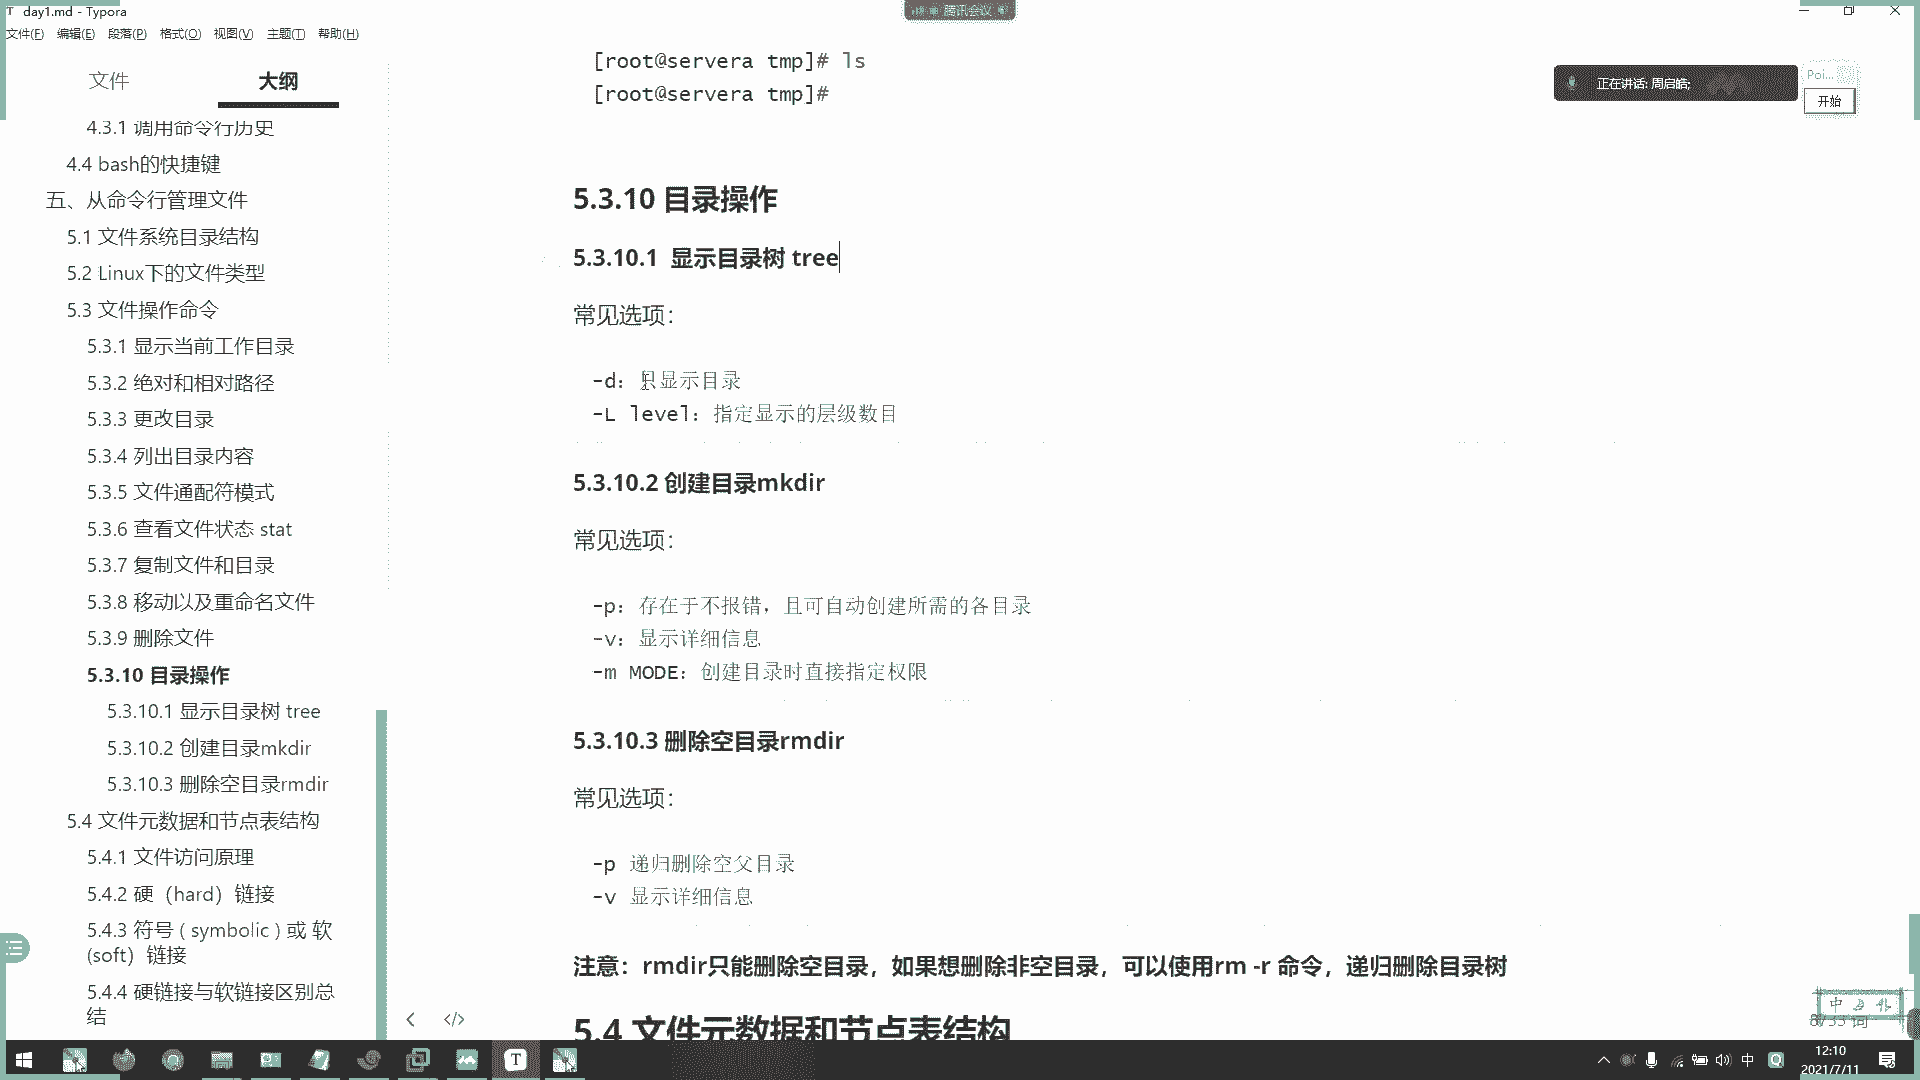 day1.md - Typora
腾讯会议
文件(F) 编辑(E) 段落(P) 格式(O) 视图(V) 主题(T) 帮助(H)
文件 大纲
4.3.1 调用命令行历史
4.4 bash的快捷键
五、从命令行管理文件
5.1 文件系统目录结构
5.2 Linux下的文件类型
5.3 文件操作命令
5.3.1 显示当前工作目录
5.3.2 绝对和相对路径
5.3.3 更改目录
5.3.4 列出目录内容
5.3.5 文件通配符模式
5.3.6 查看文件状态 stat
5.3.7 复制文件和目录
5.3.8 移动以及重命名文件
5.3.9 删除文件
5.3.10 目录操作
5.3.10.1 显示目录树 tree
5.3.10.2 创建目录mkdir
5.3.10.3 删除空目录rmdir
5.4 文件元数据和节点表结构
5.4.1 文件访问原理
5.4.2 硬（hard）链接
5.4.3 符号 ( symbolic ) 或 软
(soft）链接
5.4.4 硬链接与软链接区别总
结
[root@servera tmp]# ls
[root@servera tmp]#
5.3.10 目录操作
5.3.10.1 显示目录树 tree
常见选项：
-d：只显示目录
-L level：指定显示的层级数目
5.3.10.2 创建目录mkdir
常见选项：
-p：存在于不报错，且可自动创建所需的各目录
-v：显示详细信息
-m MODE：创建目录时直接指定权限
5.3.10.3 删除空目录rmdir
常见选项：
-p 递归删除空父目录
-v 显示详细信息
注意：rmdir只能删除空目录，如果想删除非空目录，可以使用rm -r 命令，递归删除目录树
5.4 文件元数据和节点表结构
正在讲话: 周启皓;
Poi...
开始
中
中
12:10
2021/7/11